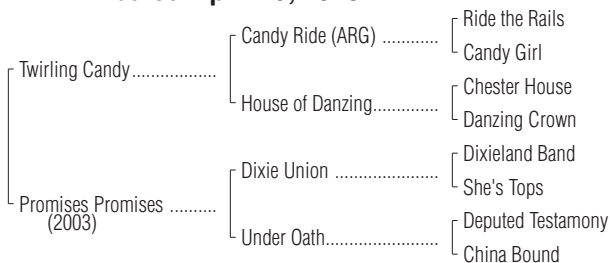 Ride the Rails
Candy Ride (ARG) ............
Candy Girl
Twirling Candy..................
Chester House
House of Danzing..............
Danzing Crown
Dixieland Band
Dixie Union ......................
She's Tops
Promises Promises ..........
(2003)
Deputed Testamony
Under Oath........................
China Bound